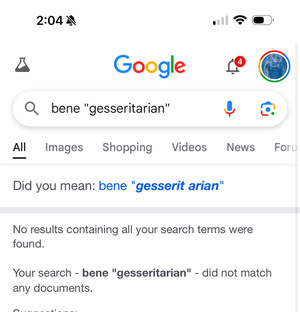 2:04
Google
4
bene "gesseritarian"
All Images Shopping Videos News Foru
Did you mean: bene "gesserit arian"
No results containing all your search terms were
found.
Your search - bene "gesseritarian" - did not match
any documents.
Suggestions: